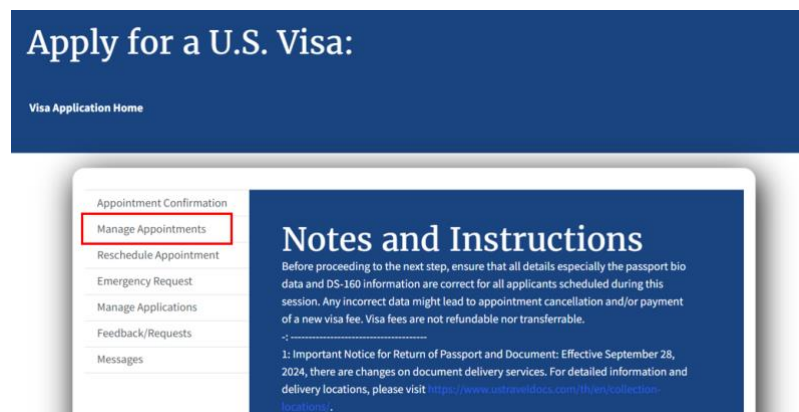 Apply for a U.S. Visa:
Visa Application Home
Appointment Confirmation
Manage Appointments
Reschedule Appointment
Emergency Request
Manage Applications
Feedback/Requests
Messages
Notes and Instructions
Before proceeding to the next step, ensure that all details especially the passport bio
data and DS-160 information are correct for all applicants scheduled during this
session. Any incorrect data might lead to appointment cancellation and/or payment
of a new visa fee. Visa fees are not refundable nor transferrable.
-: -------------------------------------
1: Important Notice for Return of Passport and Document: Effective September 28,
2024, there are changes on document delivery services. For detailed information and
delivery locations, please visit https://www.ustraveldocs.com/th/en/collection-
locations/.